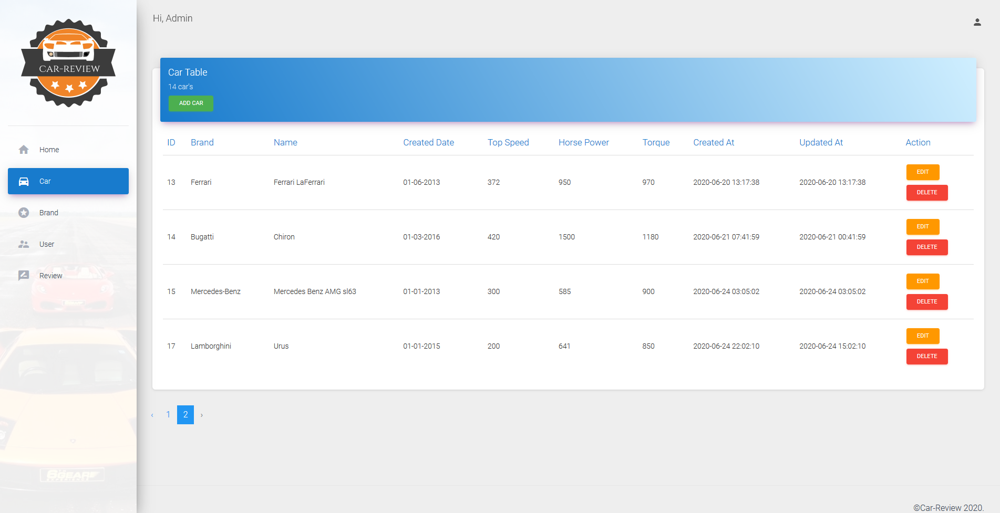 CAR-REVIEW
Home
Car
Brand
User
Review
6GEAR
EXPERIENCE
Hi, Admin
Car Table
14 car's
ADD CAR
ID Brand Name Created Date Top Speed Horse Power Torque Created At Updated At Action
13 Ferrari Ferrari LaFerrari 01-06-2013 372 950 970 2020-06-20 13:17:38 2020-06-20 13:17:38 EDIT
DELETE
14 Bugatti Chiron 01-03-2016 420 1500 1180 2020-06-21 07:41:59 2020-06-21 00:41:59 EDIT
DELETE
15 Mercedes-Benz Mercedes Benz AMG sl63 01-01-2013 300 585 900 2020-06-24 03:05:02 2020-06-24 03:05:02 EDIT
DELETE
17 Lamborghini Urus 01-01-2015 200 641 850 2020-06-24 22:02:10 2020-06-24 15:02:10 EDIT
DELETE
‹ 1 2 ›
©Car-Review 2020.